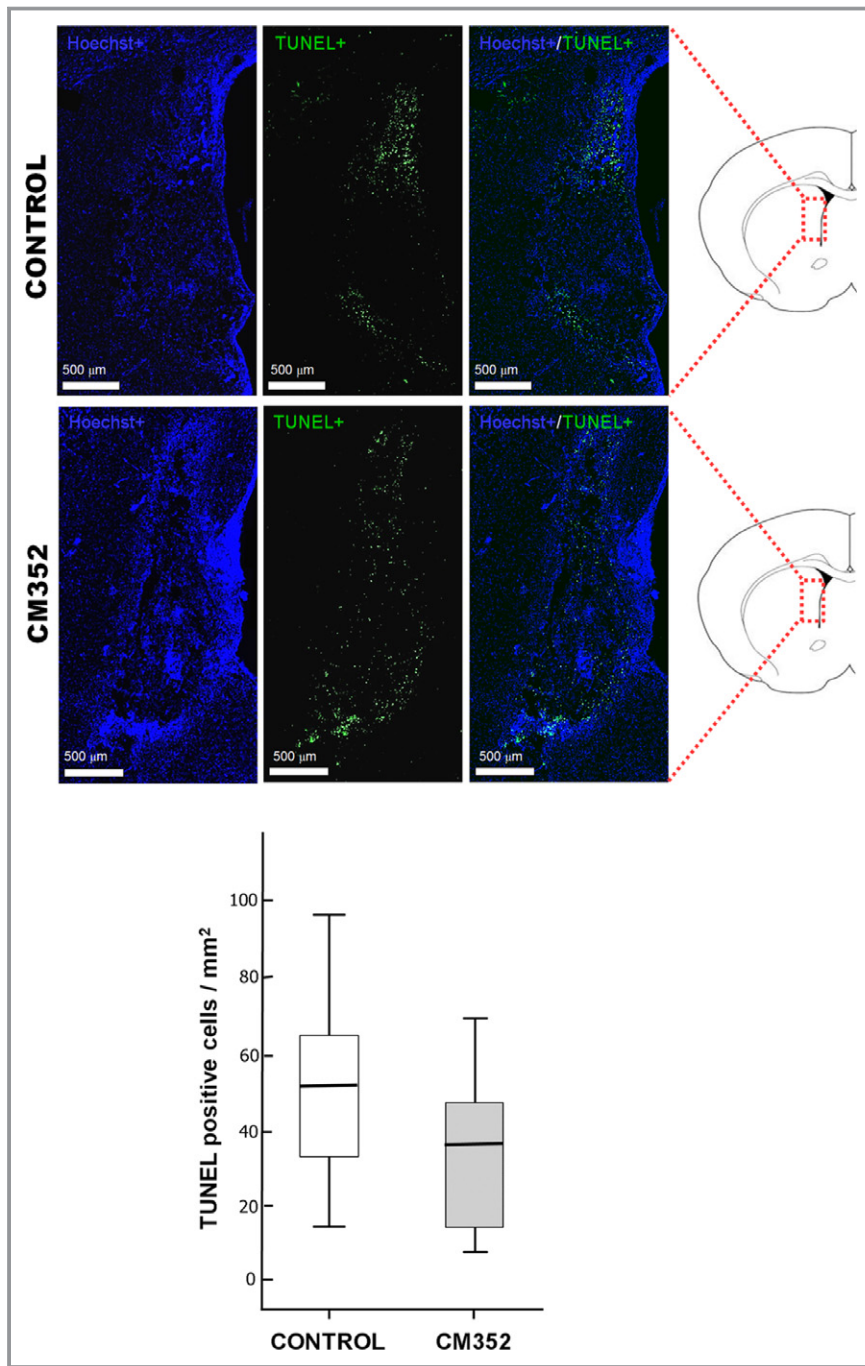 CONTROL
Hoechst+
TUNEL+
Hoechst+/TUNEL+
500 μm
500 μm
500 μm
CM352
Hoechst+
TUNEL+
Hoechst+/TUNEL+
500 μm
500 μm
500 μm
TUNEL positive cells / mm²
100
80
60
40
20
0
CONTROL
CM352